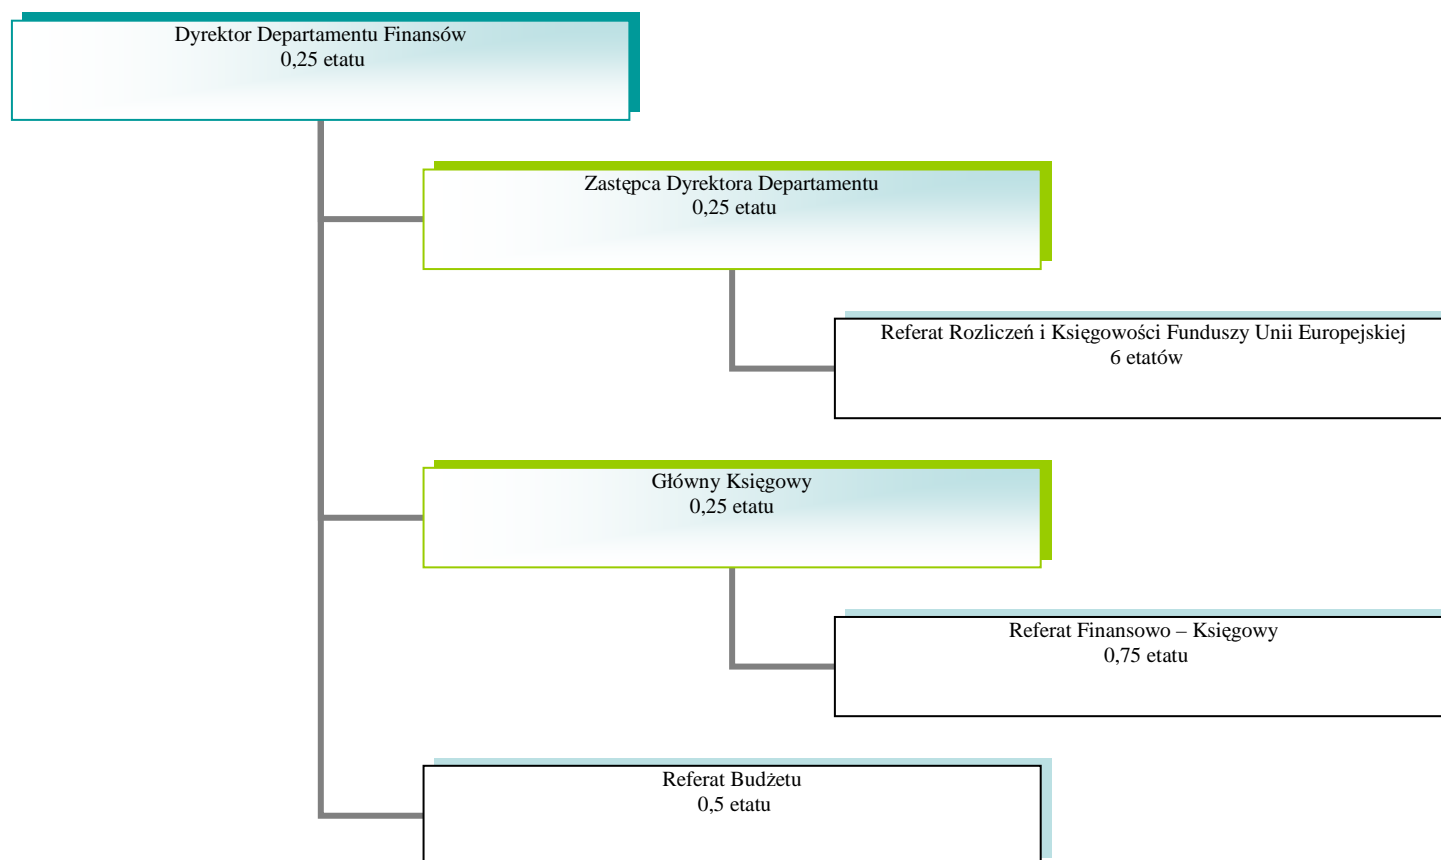 Dyrektor Departamentu Finansów
0,25 etatu
Zastępca Dyrektora Departamentu
0,25 etatu
Referat Rozliczeń i Księgowości Funduszy Unii Europejskiej
6 etatów
Główny Księgowy
0,25 etatu
Referat Finansowo – Księgowy
0,75 etatu
Referat Budżetu
0,5 etatu